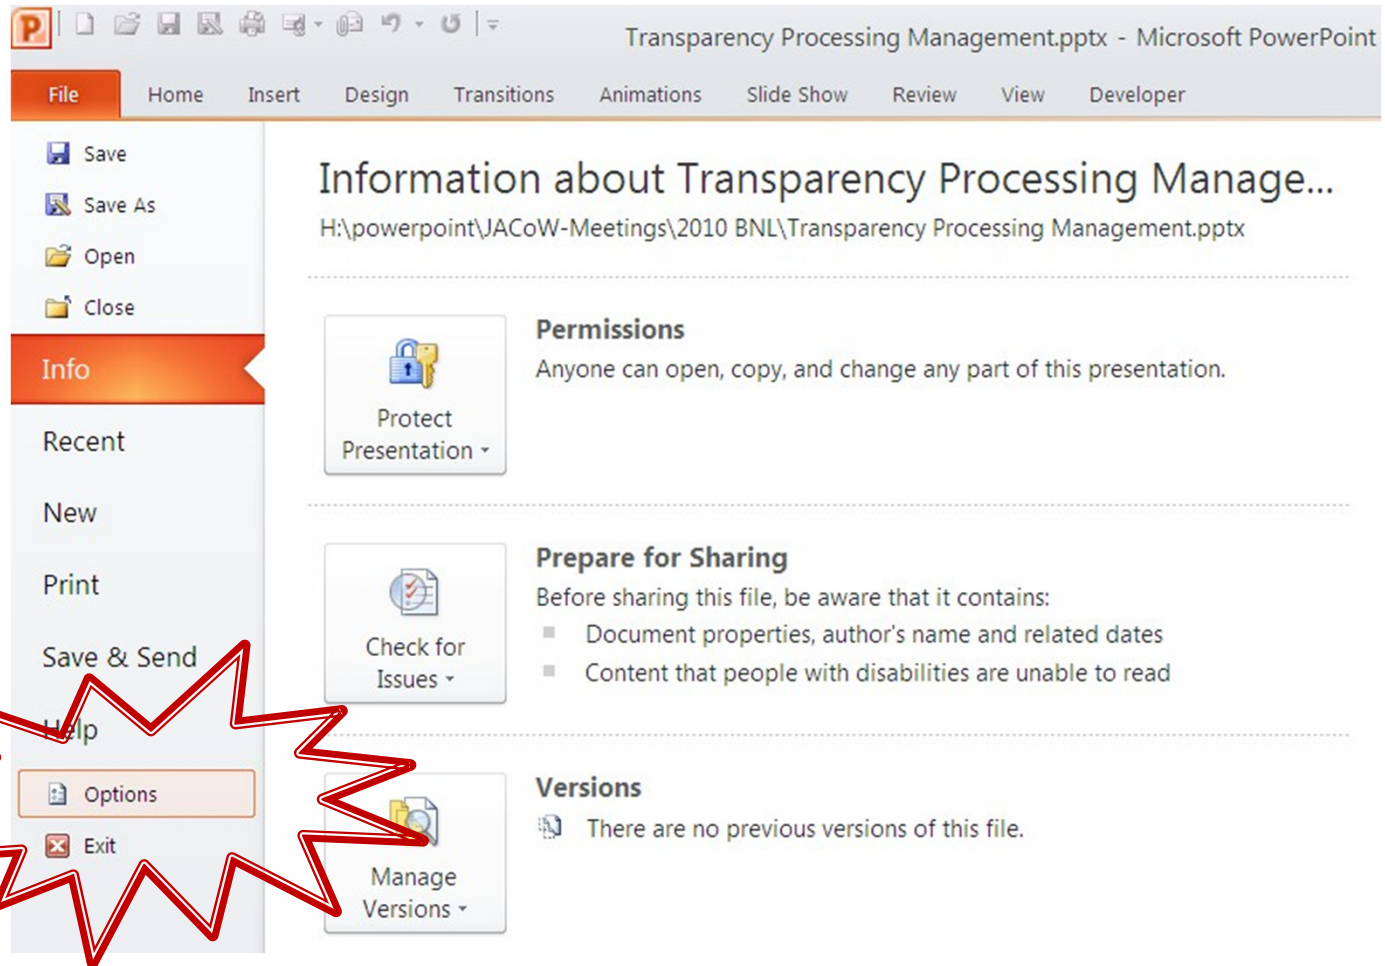 Transparency Processing Management.pptx - Microsoft PowerPoint
File Home Insert Design Transitions Animations Slide Show Review View Developer
Save
Save As
Open
Close
Info
Recent
New
Print
Save & Send
Help
Options
Exit
Information about Transparency Processing Manage...
H:\powerpoint\JACoW-Meetings\2010 BNL\Transparency Processing Management.pptx
Protect
Presentation
Permissions
Anyone can open, copy, and change any part of this presentation.
Check for
Issues
Prepare for Sharing
Before sharing this file, be aware that it contains:
Document properties, author's name and related dates
Content that people with disabilities are unable to read
Manage
Versions
Versions
There are no previous versions of this file.